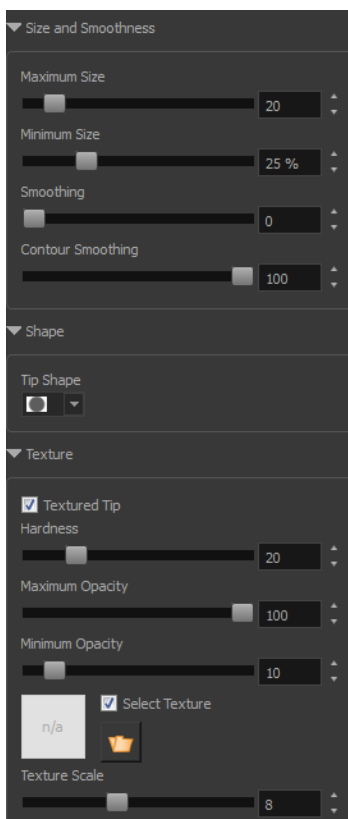 Size and Smoothness
Maximum Size
20
Minimum Size
25 %
Smoothing
0
Contour Smoothing
100
Shape
Tip Shape
Texture
Textured Tip
Hardness
20
Maximum Opacity
100
Minimum Opacity
10
Select Texture
n/a
Texture Scale
8